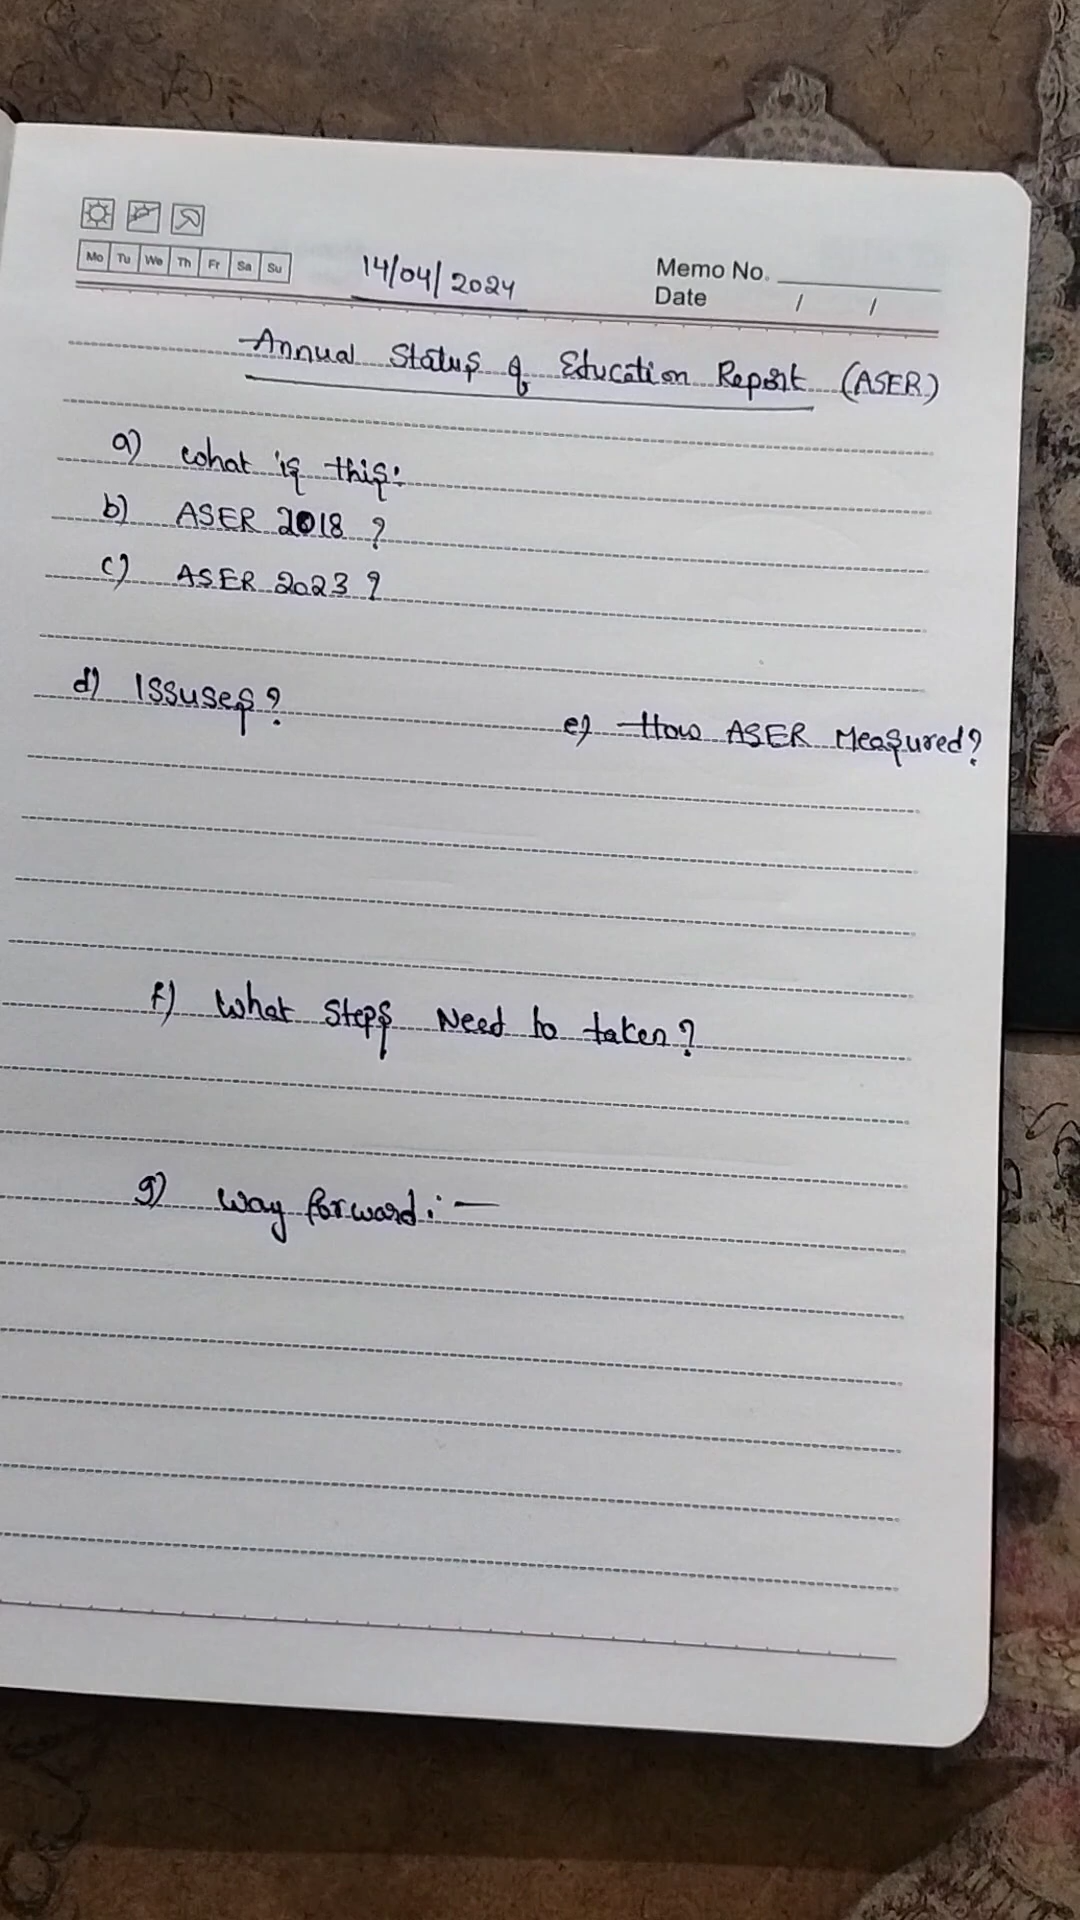 Mo Tu We Th Fr Sa Su
14/04/2024
Memo No.
Date / /
Annual Status of Education Report (ASER)
a) what is this:
b) ASER 2018 ?
c) ASER 2023 ?
d) Issuses?
e) How ASER Measured?
f) What Steps Need to taken?
g) Way forward : —